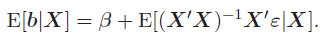 E[b|X] = β + E[(X′X)⁻¹X′ε|X].